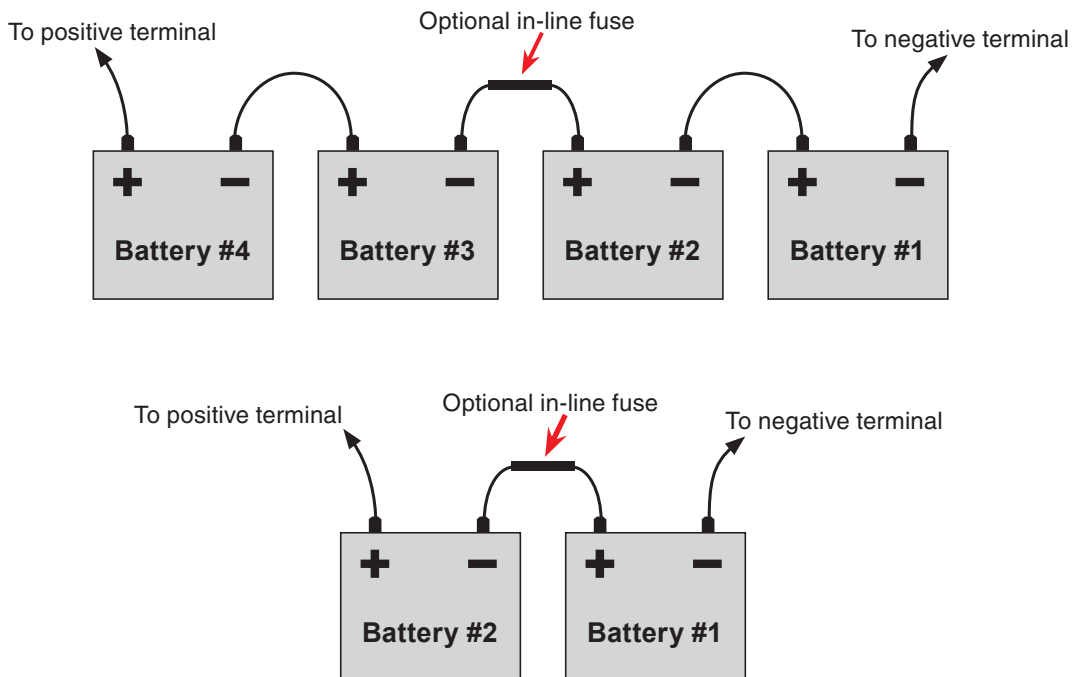 Optional in-line fuse
To positive terminal
To negative terminal
+ − + − + − + −
Battery #4 Battery #3 Battery #2 Battery #1
Optional in-line fuse
To positive terminal
To negative terminal
+ − + −
Battery #2 Battery #1